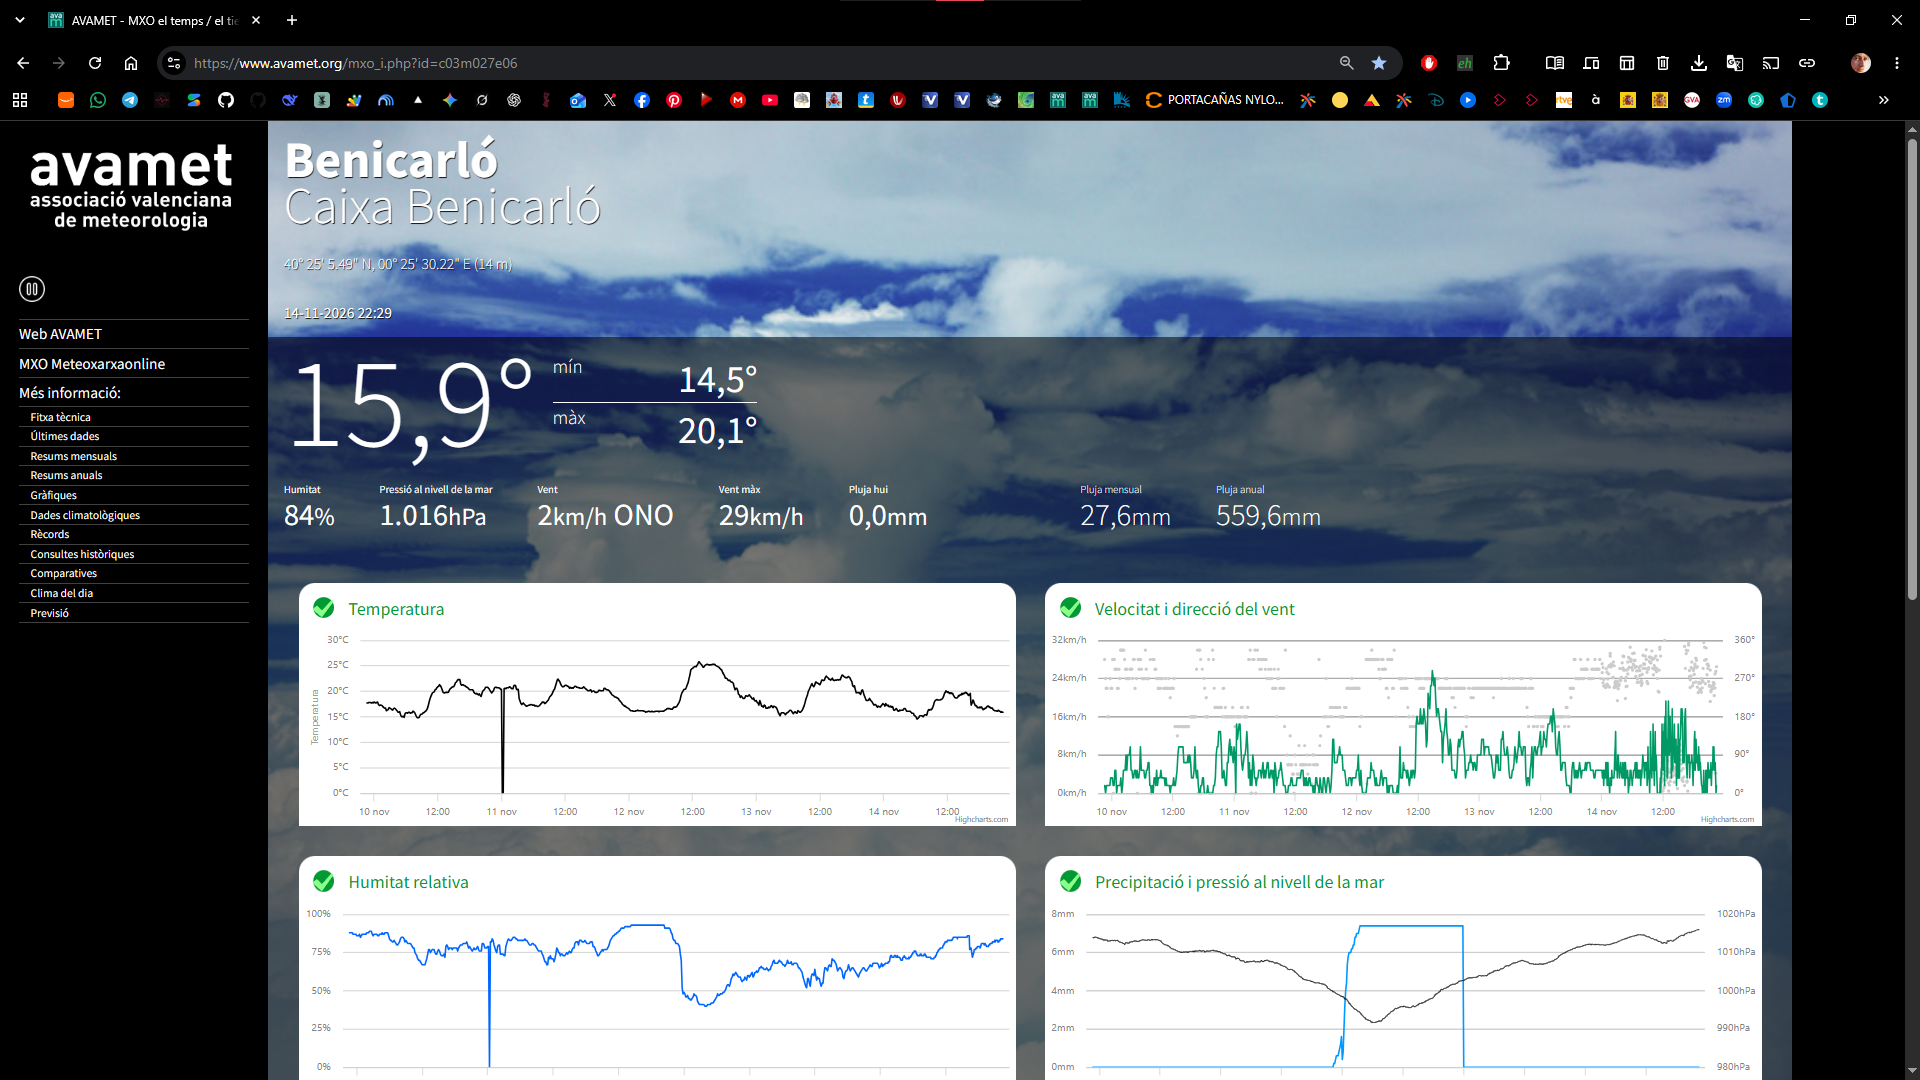 AVAMET - MXO el temps / el tie
https://www.avamet.org/mxo_i.php?id=c03m027e06
PORTACAÑAS NYLO...
avamet
associació valenciana
de meteorologia
Web AVAMET
MXO Meteoxarxaonline
Més informació:
Fitxa tècnica
Últimes dades
Resums mensuals
Resums anuals
Gràfiques
Dades climatològiques
Rècords
Consultes històriques
Comparatives
Clima del dia
Previsió
Benicarló
Caixa Benicarló
40° 25' 5.49" N, 00° 25' 30.22" E (14 m)
14-11-2026 22:29
15,9°
mín 14,5°
màx 20,1°
Humitat Pressió al nivell de la mar Vent Vent màx Pluja hui Pluja mensual Pluja anual
84% 1.016hPa 2km/h ONO 29km/h 0,0mm 27,6mm 559,6mm
Temperatura
Temperatura
30°C
25°C
20°C
15°C
10°C
5°C
0°C
10 nov 12:00 11 nov 12:00 12 nov 12:00 13 nov 12:00 14 nov 12:00
Highcharts.com
Velocitat i direcció del vent
32km/h 360°
24km/h 270°
16km/h 180°
8km/h 90°
0km/h 0°
10 nov 12:00 11 nov 12:00 12 nov 12:00 13 nov 12:00 14 nov 12:00
Highcharts.com
Humitat relativa
100%
75%
50%
25%
0%
Precipitació i pressió al nivell de la mar
8mm 1020hPa
6mm 1010hPa
4mm 1000hPa
2mm 990hPa
0mm 980hPa